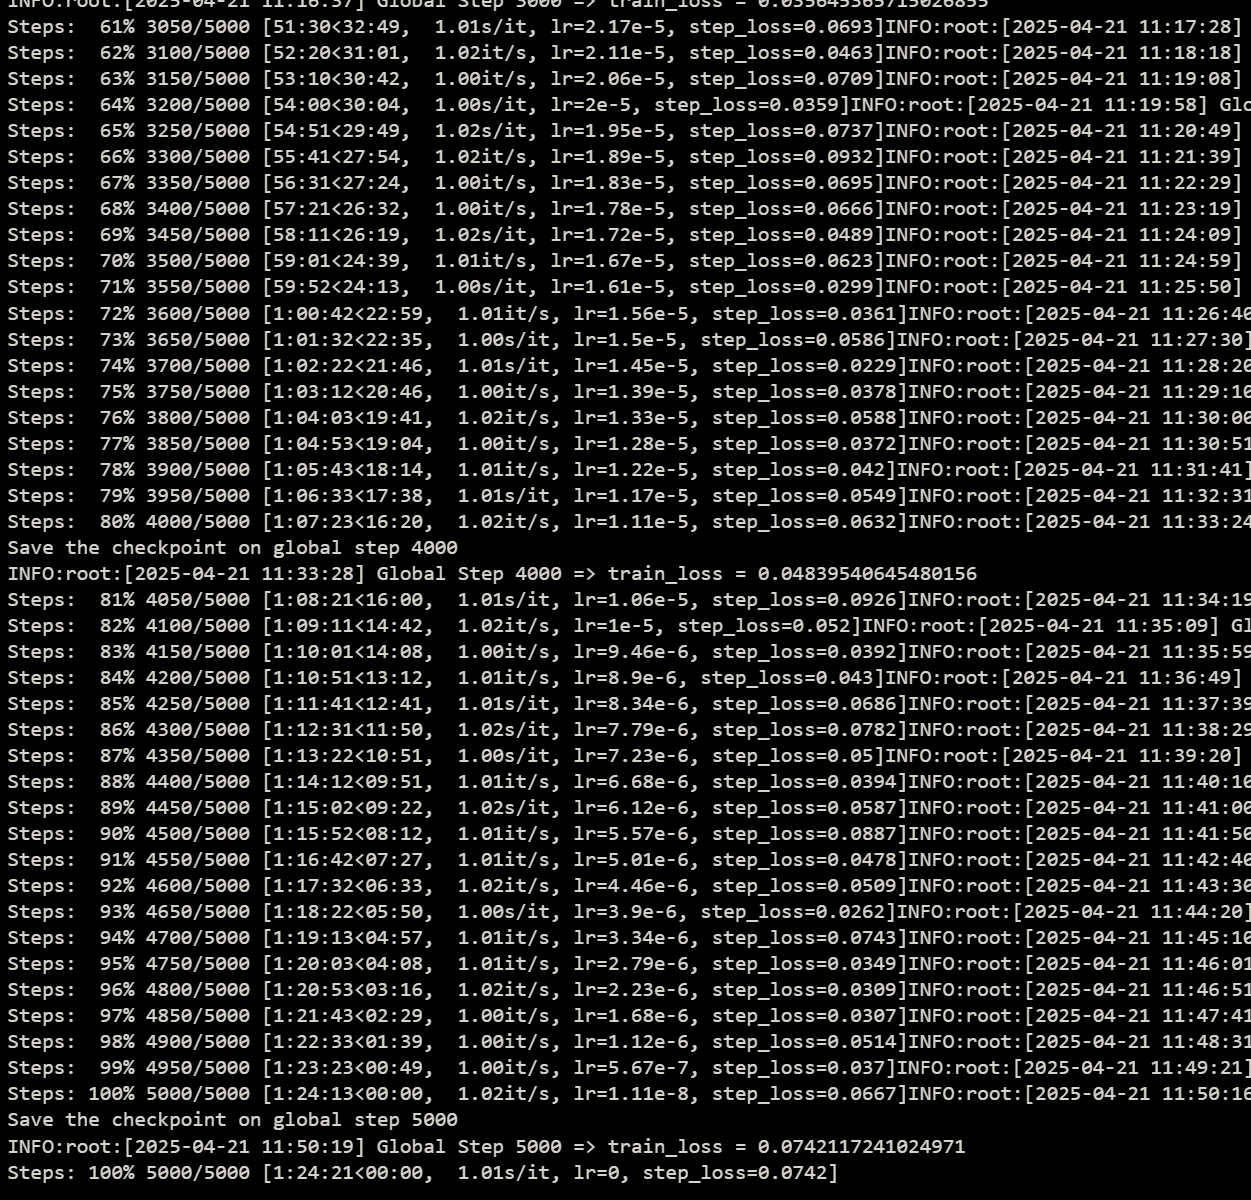 INFO:root:[2025-04-21 11:16:37] Global Step 3000 => train_loss = 0.035645365715026855
Steps:  61% 3050/5000 [51:30<32:49,  1.01s/it, lr=2.17e-5, step_loss=0.0693]INFO:root:[2025-04-21 11:17:28]
Steps:  62% 3100/5000 [52:20<31:01,  1.02it/s, lr=2.11e-5, step_loss=0.0463]INFO:root:[2025-04-21 11:18:18]
Steps:  63% 3150/5000 [53:10<30:42,  1.00it/s, lr=2.06e-5, step_loss=0.0709]INFO:root:[2025-04-21 11:19:08]
Steps:  64% 3200/5000 [54:00<30:04,  1.00s/it, lr=2e-5, step_loss=0.0359]INFO:root:[2025-04-21 11:19:58] Glo
Steps:  65% 3250/5000 [54:51<29:49,  1.02s/it, lr=1.95e-5, step_loss=0.0737]INFO:root:[2025-04-21 11:20:49]
Steps:  66% 3300/5000 [55:41<27:54,  1.02it/s, lr=1.89e-5, step_loss=0.0932]INFO:root:[2025-04-21 11:21:39]
Steps:  67% 3350/5000 [56:31<27:24,  1.00it/s, lr=1.83e-5, step_loss=0.0695]INFO:root:[2025-04-21 11:22:29]
Steps:  68% 3400/5000 [57:21<26:32,  1.00it/s, lr=1.78e-5, step_loss=0.0666]INFO:root:[2025-04-21 11:23:19]
Steps:  69% 3450/5000 [58:11<26:19,  1.02s/it, lr=1.72e-5, step_loss=0.0489]INFO:root:[2025-04-21 11:24:09]
Steps:  70% 3500/5000 [59:01<24:39,  1.01it/s, lr=1.67e-5, step_loss=0.0623]INFO:root:[2025-04-21 11:24:59]
Steps:  71% 3550/5000 [59:52<24:13,  1.00s/it, lr=1.61e-5, step_loss=0.0299]INFO:root:[2025-04-21 11:25:50]
Steps:  72% 3600/5000 [1:00:42<22:59,  1.01it/s, lr=1.56e-5, step_loss=0.0361]INFO:root:[2025-04-21 11:26:40
Steps:  73% 3650/5000 [1:01:32<22:35,  1.00s/it, lr=1.5e-5, step_loss=0.0586]INFO:root:[2025-04-21 11:27:30]
Steps:  74% 3700/5000 [1:02:22<21:46,  1.01s/it, lr=1.45e-5, step_loss=0.0229]INFO:root:[2025-04-21 11:28:20
Steps:  75% 3750/5000 [1:03:12<20:46,  1.00it/s, lr=1.39e-5, step_loss=0.0378]INFO:root:[2025-04-21 11:29:10
Steps:  76% 3800/5000 [1:04:03<19:41,  1.02it/s, lr=1.33e-5, step_loss=0.0588]INFO:root:[2025-04-21 11:30:00
Steps:  77% 3850/5000 [1:04:53<19:04,  1.00it/s, lr=1.28e-5, step_loss=0.0372]INFO:root:[2025-04-21 11:30:51
Steps:  78% 3900/5000 [1:05:43<18:14,  1.01it/s, lr=1.22e-5, step_loss=0.042]INFO:root:[2025-04-21 11:31:41]
Steps:  79% 3950/5000 [1:06:33<17:38,  1.01s/it, lr=1.17e-5, step_loss=0.0549]INFO:root:[2025-04-21 11:32:31
Steps:  80% 4000/5000 [1:07:23<16:20,  1.02it/s, lr=1.11e-5, step_loss=0.0632]INFO:root:[2025-04-21 11:33:24
Save the checkpoint on global step 4000
INFO:root:[2025-04-21 11:33:28] Global Step 4000 => train_loss = 0.04839540645480156
Steps:  81% 4050/5000 [1:08:21<16:00,  1.01s/it, lr=1.06e-5, step_loss=0.0926]INFO:root:[2025-04-21 11:34:19
Steps:  82% 4100/5000 [1:09:11<14:42,  1.02it/s, lr=1e-5, step_loss=0.052]INFO:root:[2025-04-21 11:35:09] Gl
Steps:  83% 4150/5000 [1:10:01<14:08,  1.00it/s, lr=9.46e-6, step_loss=0.0392]INFO:root:[2025-04-21 11:35:59
Steps:  84% 4200/5000 [1:10:51<13:12,  1.01it/s, lr=8.9e-6, step_loss=0.043]INFO:root:[2025-04-21 11:36:49]
Steps:  85% 4250/5000 [1:11:41<12:41,  1.01s/it, lr=8.34e-6, step_loss=0.0686]INFO:root:[2025-04-21 11:37:39
Steps:  86% 4300/5000 [1:12:31<11:50,  1.02s/it, lr=7.79e-6, step_loss=0.0782]INFO:root:[2025-04-21 11:38:29
Steps:  87% 4350/5000 [1:13:22<10:51,  1.00s/it, lr=7.23e-6, step_loss=0.05]INFO:root:[2025-04-21 11:39:20]
Steps:  88% 4400/5000 [1:14:12<09:51,  1.01it/s, lr=6.68e-6, step_loss=0.0394]INFO:root:[2025-04-21 11:40:10
Steps:  89% 4450/5000 [1:15:02<09:22,  1.02s/it, lr=6.12e-6, step_loss=0.0587]INFO:root:[2025-04-21 11:41:00
Steps:  90% 4500/5000 [1:15:52<08:12,  1.01it/s, lr=5.57e-6, step_loss=0.0887]INFO:root:[2025-04-21 11:41:50
Steps:  91% 4550/5000 [1:16:42<07:27,  1.01it/s, lr=5.01e-6, step_loss=0.0478]INFO:root:[2025-04-21 11:42:40
Steps:  92% 4600/5000 [1:17:32<06:33,  1.02it/s, lr=4.46e-6, step_loss=0.0509]INFO:root:[2025-04-21 11:43:30
Steps:  93% 4650/5000 [1:18:22<05:50,  1.00s/it, lr=3.9e-6, step_loss=0.0262]INFO:root:[2025-04-21 11:44:20]
Steps:  94% 4700/5000 [1:19:13<04:57,  1.01it/s, lr=3.34e-6, step_loss=0.0743]INFO:root:[2025-04-21 11:45:10
Steps:  95% 4750/5000 [1:20:03<04:08,  1.01it/s, lr=2.79e-6, step_loss=0.0349]INFO:root:[2025-04-21 11:46:01
Steps:  96% 4800/5000 [1:20:53<03:16,  1.02it/s, lr=2.23e-6, step_loss=0.0309]INFO:root:[2025-04-21 11:46:51
Steps:  97% 4850/5000 [1:21:43<02:29,  1.00it/s, lr=1.68e-6, step_loss=0.0307]INFO:root:[2025-04-21 11:47:41
Steps:  98% 4900/5000 [1:22:33<01:39,  1.00it/s, lr=1.12e-6, step_loss=0.0514]INFO:root:[2025-04-21 11:48:31
Steps:  99% 4950/5000 [1:23:23<00:49,  1.00it/s, lr=5.67e-7, step_loss=0.037]INFO:root:[2025-04-21 11:49:21]
Steps: 100% 5000/5000 [1:24:13<00:00,  1.02it/s, lr=1.11e-8, step_loss=0.0667]INFO:root:[2025-04-21 11:50:16
Save the checkpoint on global step 5000
INFO:root:[2025-04-21 11:50:19] Global Step 5000 => train_loss = 0.0742117241024971
Steps: 100% 5000/5000 [1:24:21<00:00,  1.01s/it, lr=0, step_loss=0.0742]